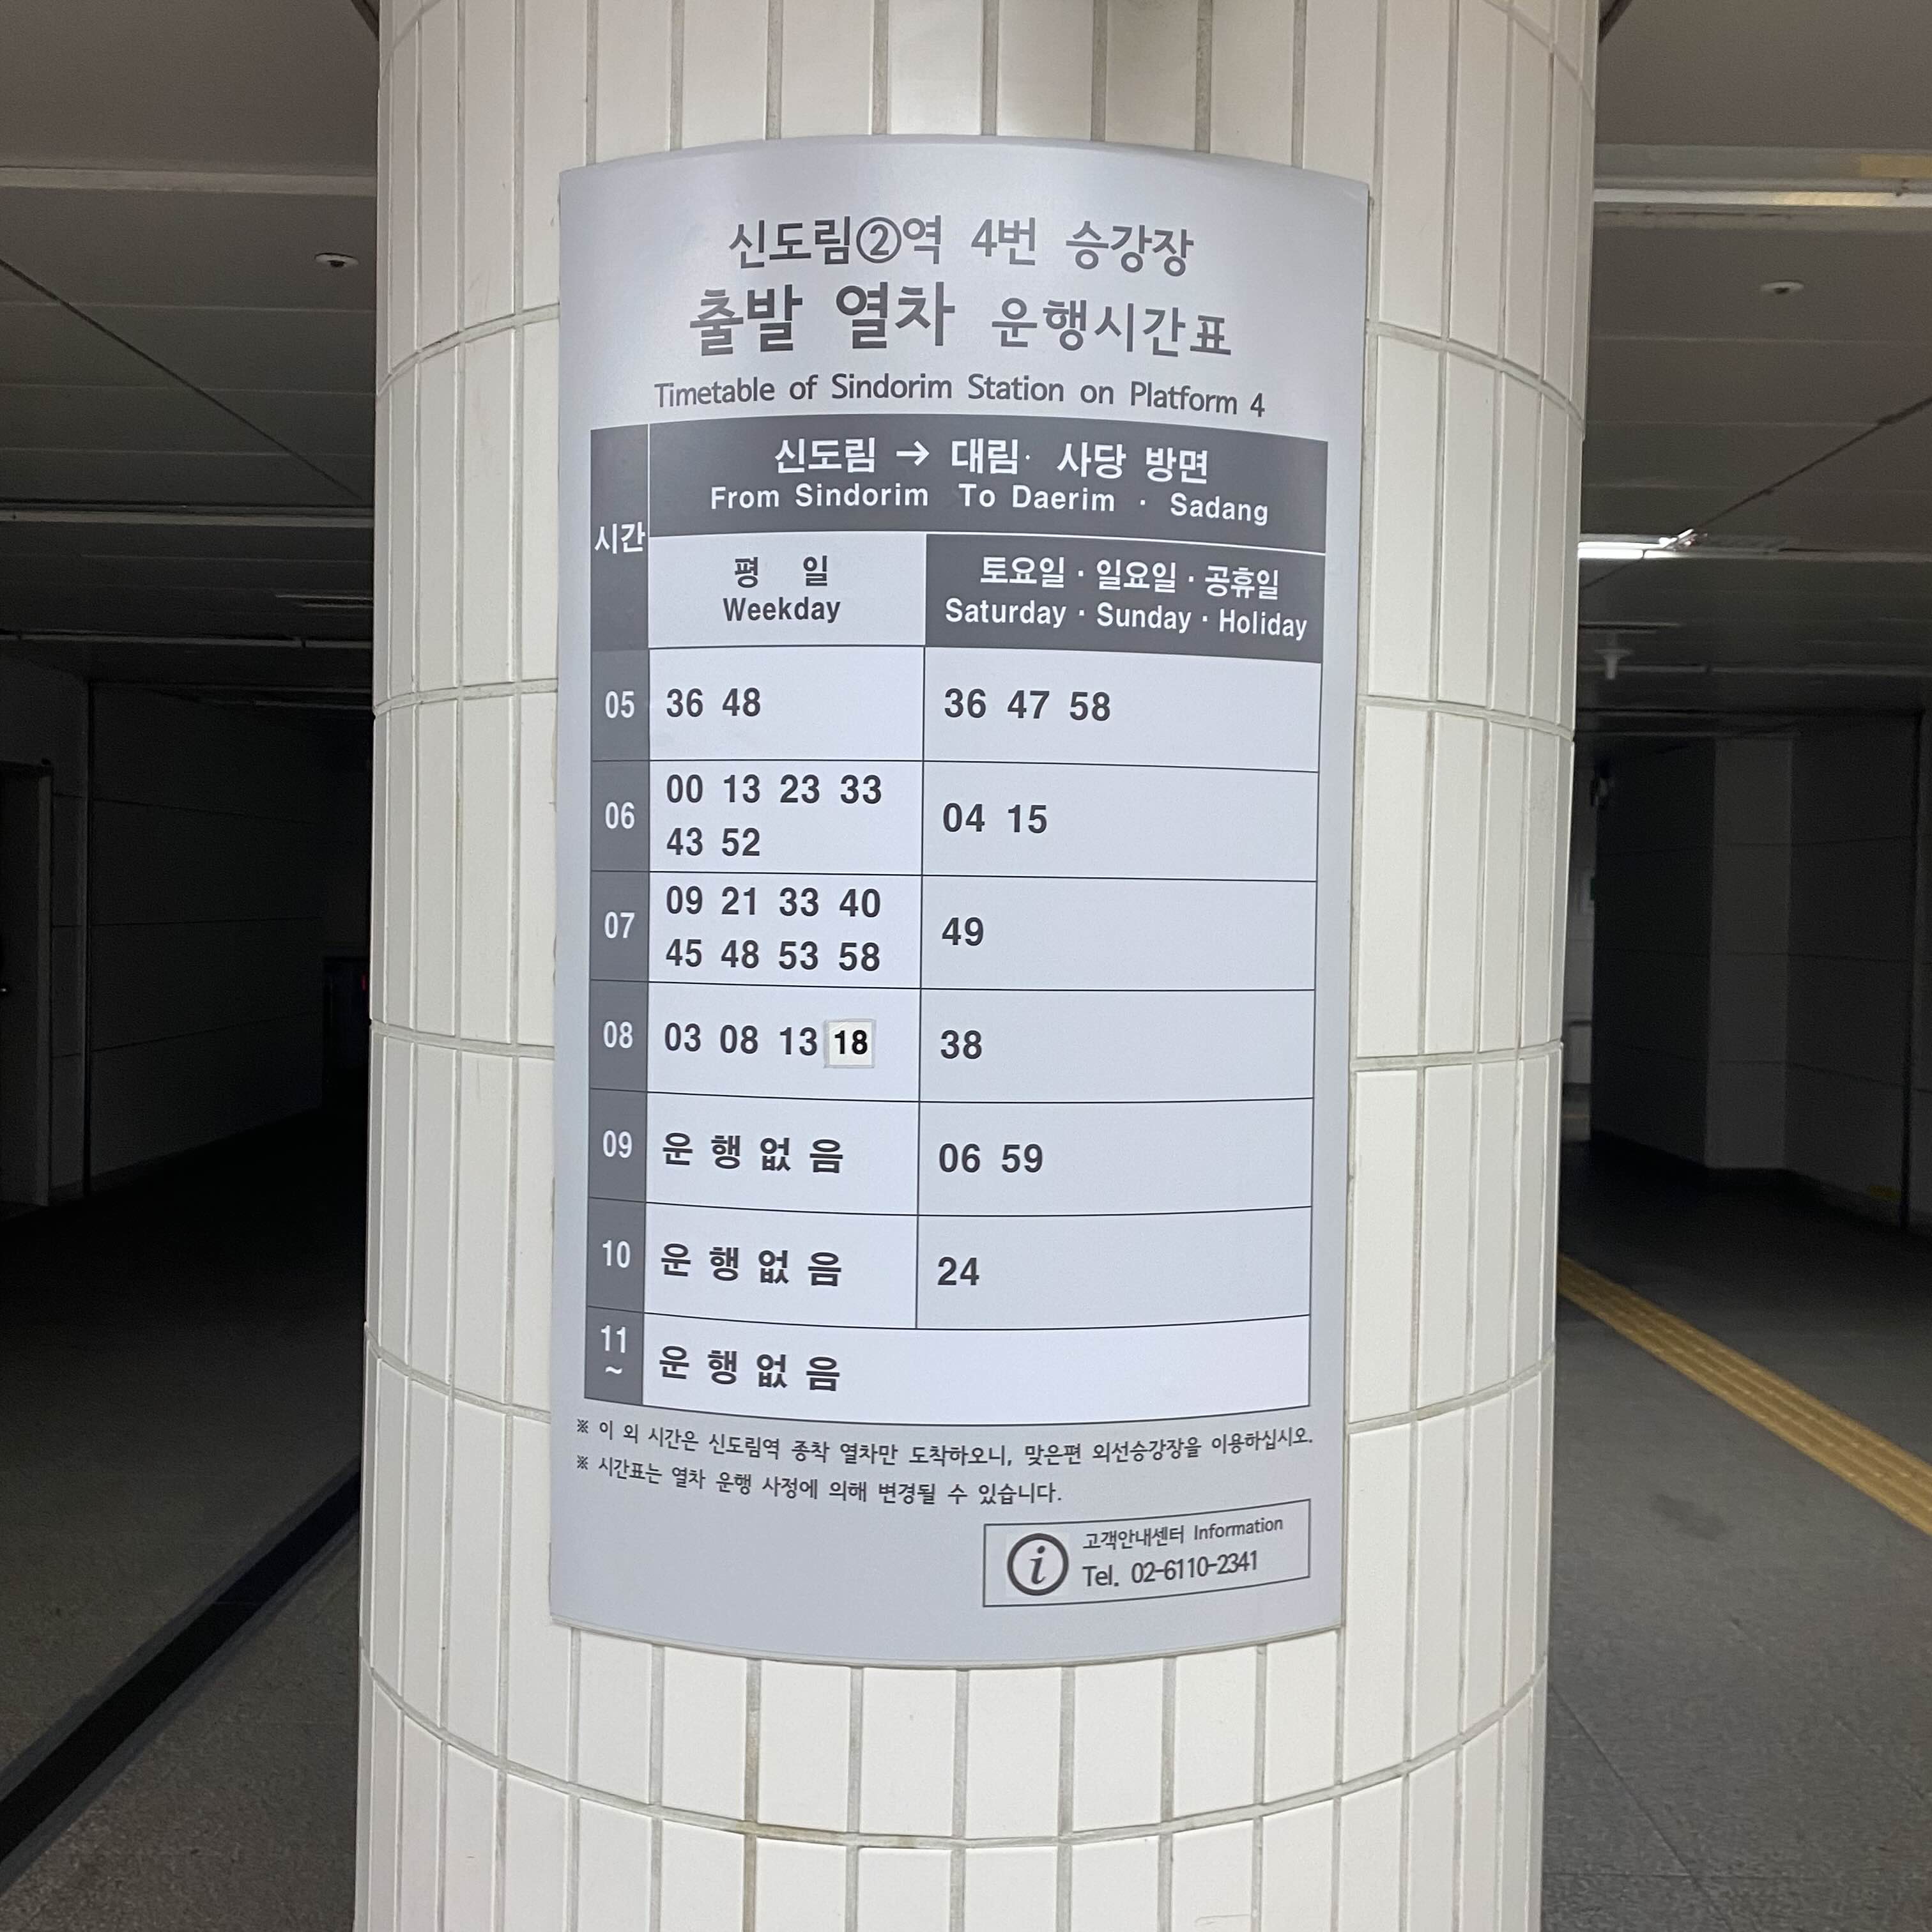 신도림②역 4번 승강장
출발 열차 운행시간표
Timetable of Sindorim Station on Platform 4
시간
신도림 → 대림· 사당 방면
From Sindorim To Daerim · Sadang
평 일
Weekday
토요일·일요일·공휴일
Saturday · Sunday · Holiday
05 36 48 36 47 58
06 00 13 23 33
43 52
04 15
07 09 21 33 40
45 48 53 58
49
08 03 08 13 18 38
09 운행없음 06 59
10 운행없음 24
11
~
운행없음
※ 이 외 시간은 신도림역 종착 열차만 도착하오니, 맞은편 외선승강장을 이용하십시오.
※ 시간표는 열차 운행 사정에 의해 변경될 수 있습니다.
i
고객안내센터 Information
Tel. 02-6110-2341